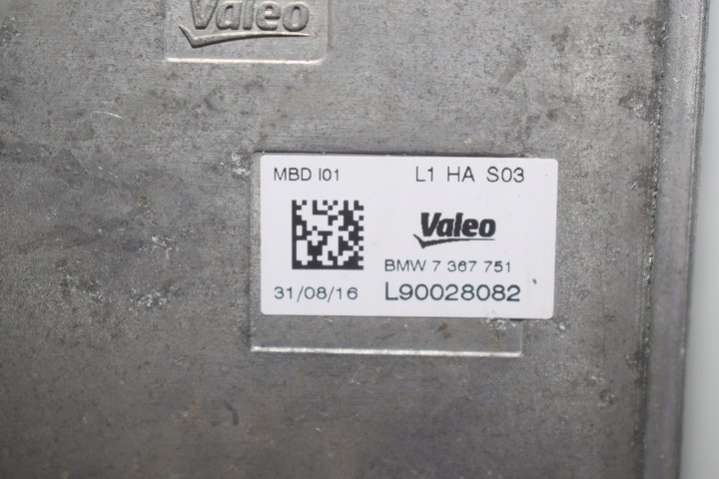 Valeo
MBD I01 L1 HA S03
Valeo
BMW 7 367 751
31/08/16 L90028082